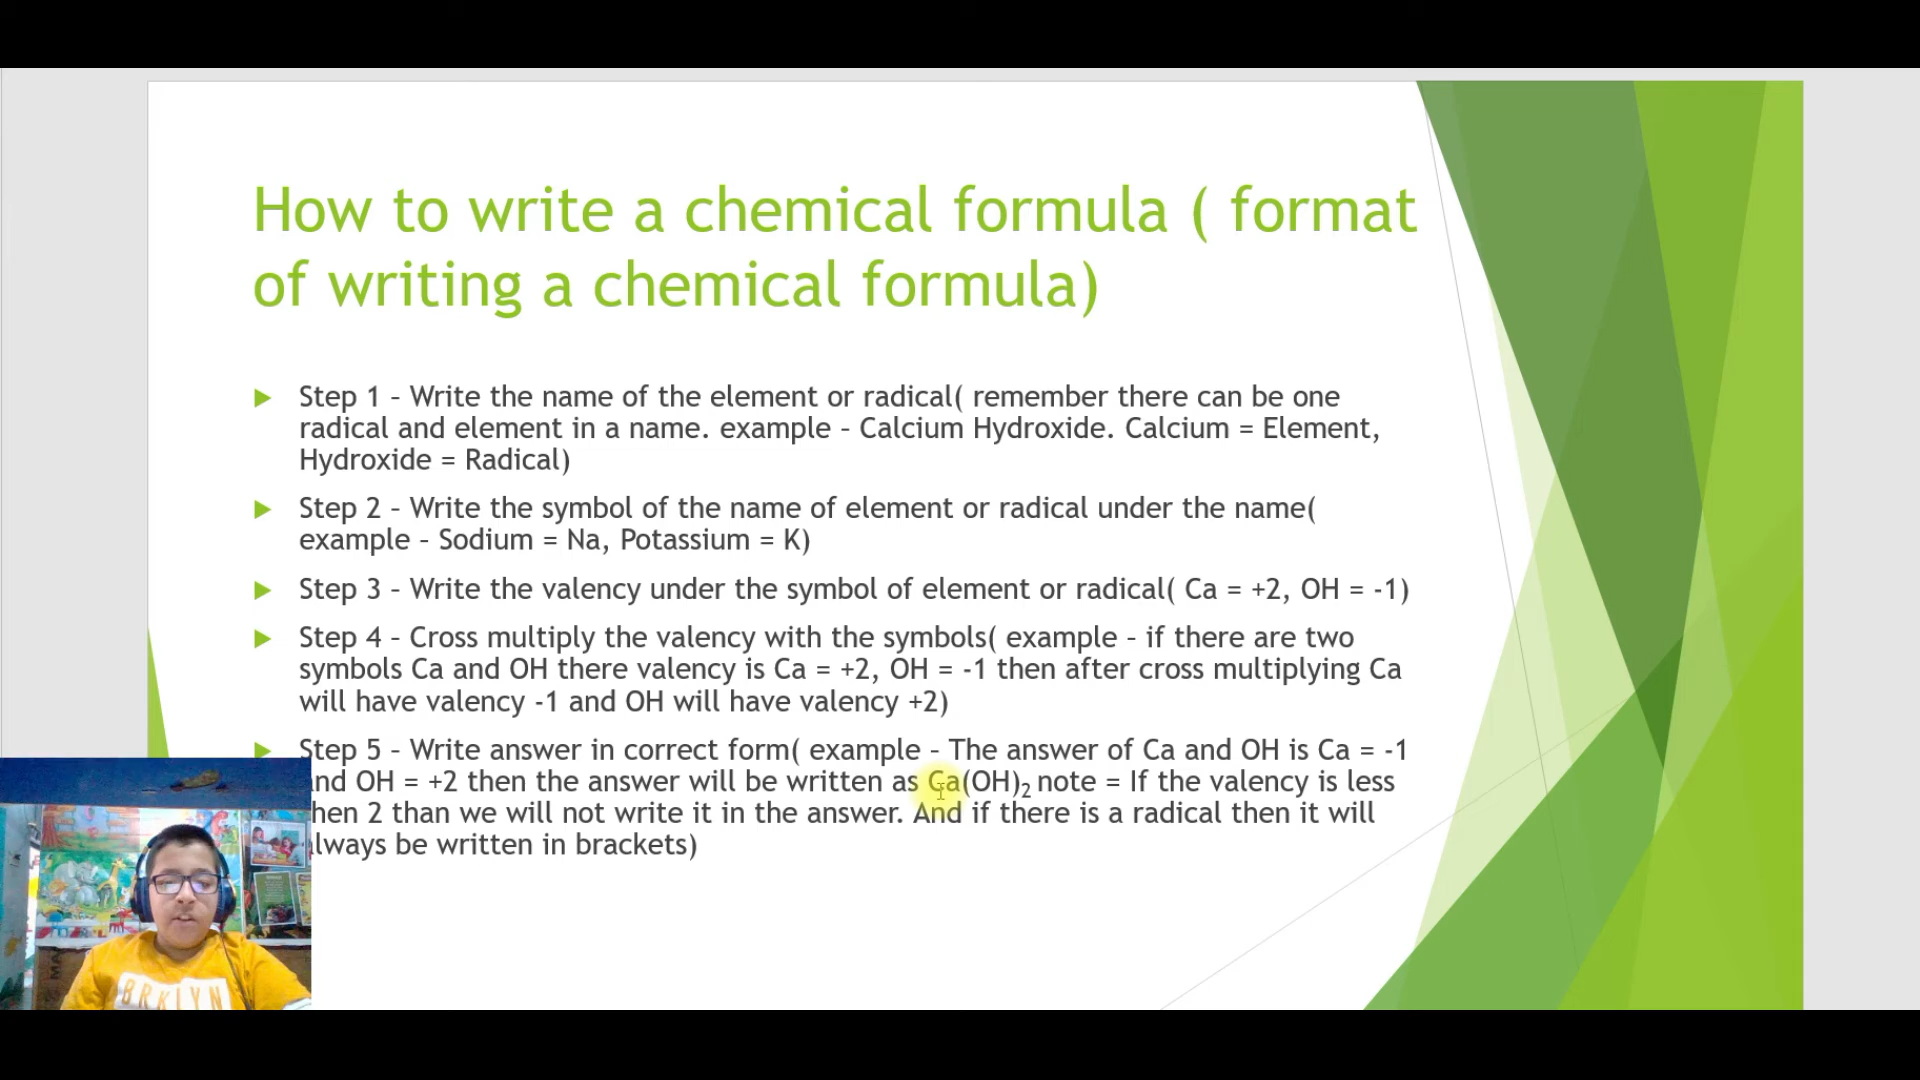 How to write a chemical formula ( format
of writing a chemical formula)
Step 1 – Write the name of the element or radical( remember there can be one
radical and element in a name. example – Calcium Hydroxide. Calcium = Element,
Hydroxide = Radical)
Step 2 – Write the symbol of the name of element or radical under the name(
example – Sodium = Na, Potassium = K)
Step 3 – Write the valency under the symbol of element or radical( Ca = +2, OH = -1)
Step 4 – Cross multiply the valency with the symbols( example – if there are two
symbols Ca and OH there valency is Ca = +2, OH = -1 then after cross multiplying Ca
will have valency -1 and OH will have valency +2)
Step 5 – Write answer in correct form( example – The answer of Ca and OH is Ca = -1
nd OH = +2 then the answer will be written as Ca(OH)₂ note = If the valency is less
hen 2 than we will not write it in the answer. And if there is a radical then it will
lways be written in brackets)
BRKLYN